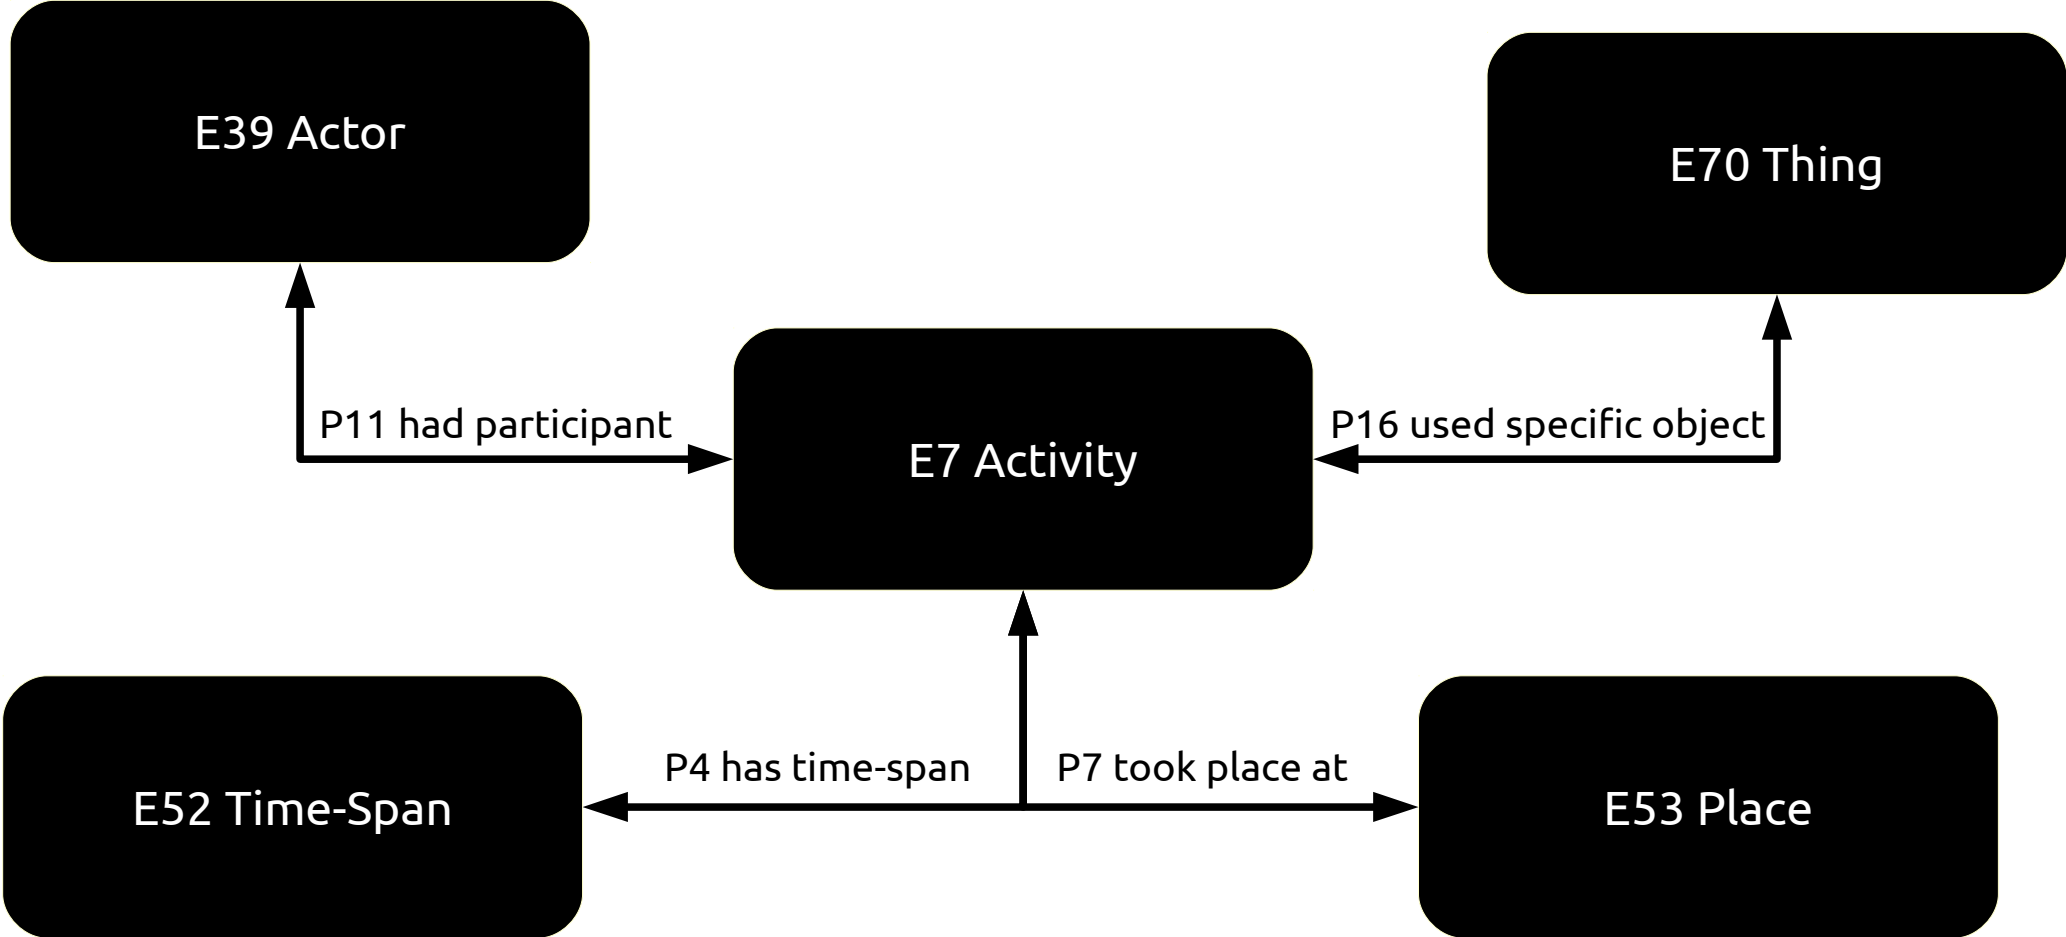 E39 Actor
E70 Thing
P11 had participant
E7 Activity
P16 used specific object
P4 has time-span
P7 took place at
E52 Time-Span
E53 Place